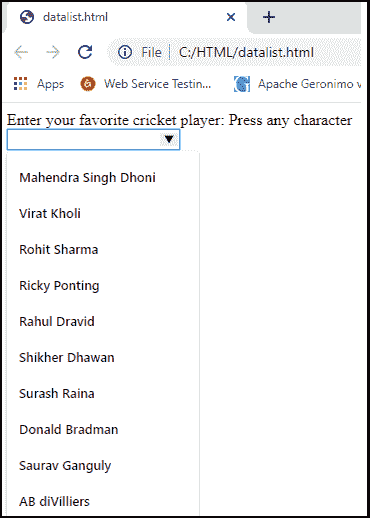 datalist.html
File | C:/HTML/datalist.html
Apps Web Service Testin... Apache Geronimo v
Enter your favorite cricket player: Press any character
Mahendra Singh Dhoni
Virat Kholi
Rohit Sharma
Ricky Ponting
Rahul Dravid
Shikher Dhawan
Surash Raina
Donald Bradman
Saurav Ganguly
AB diVilliers